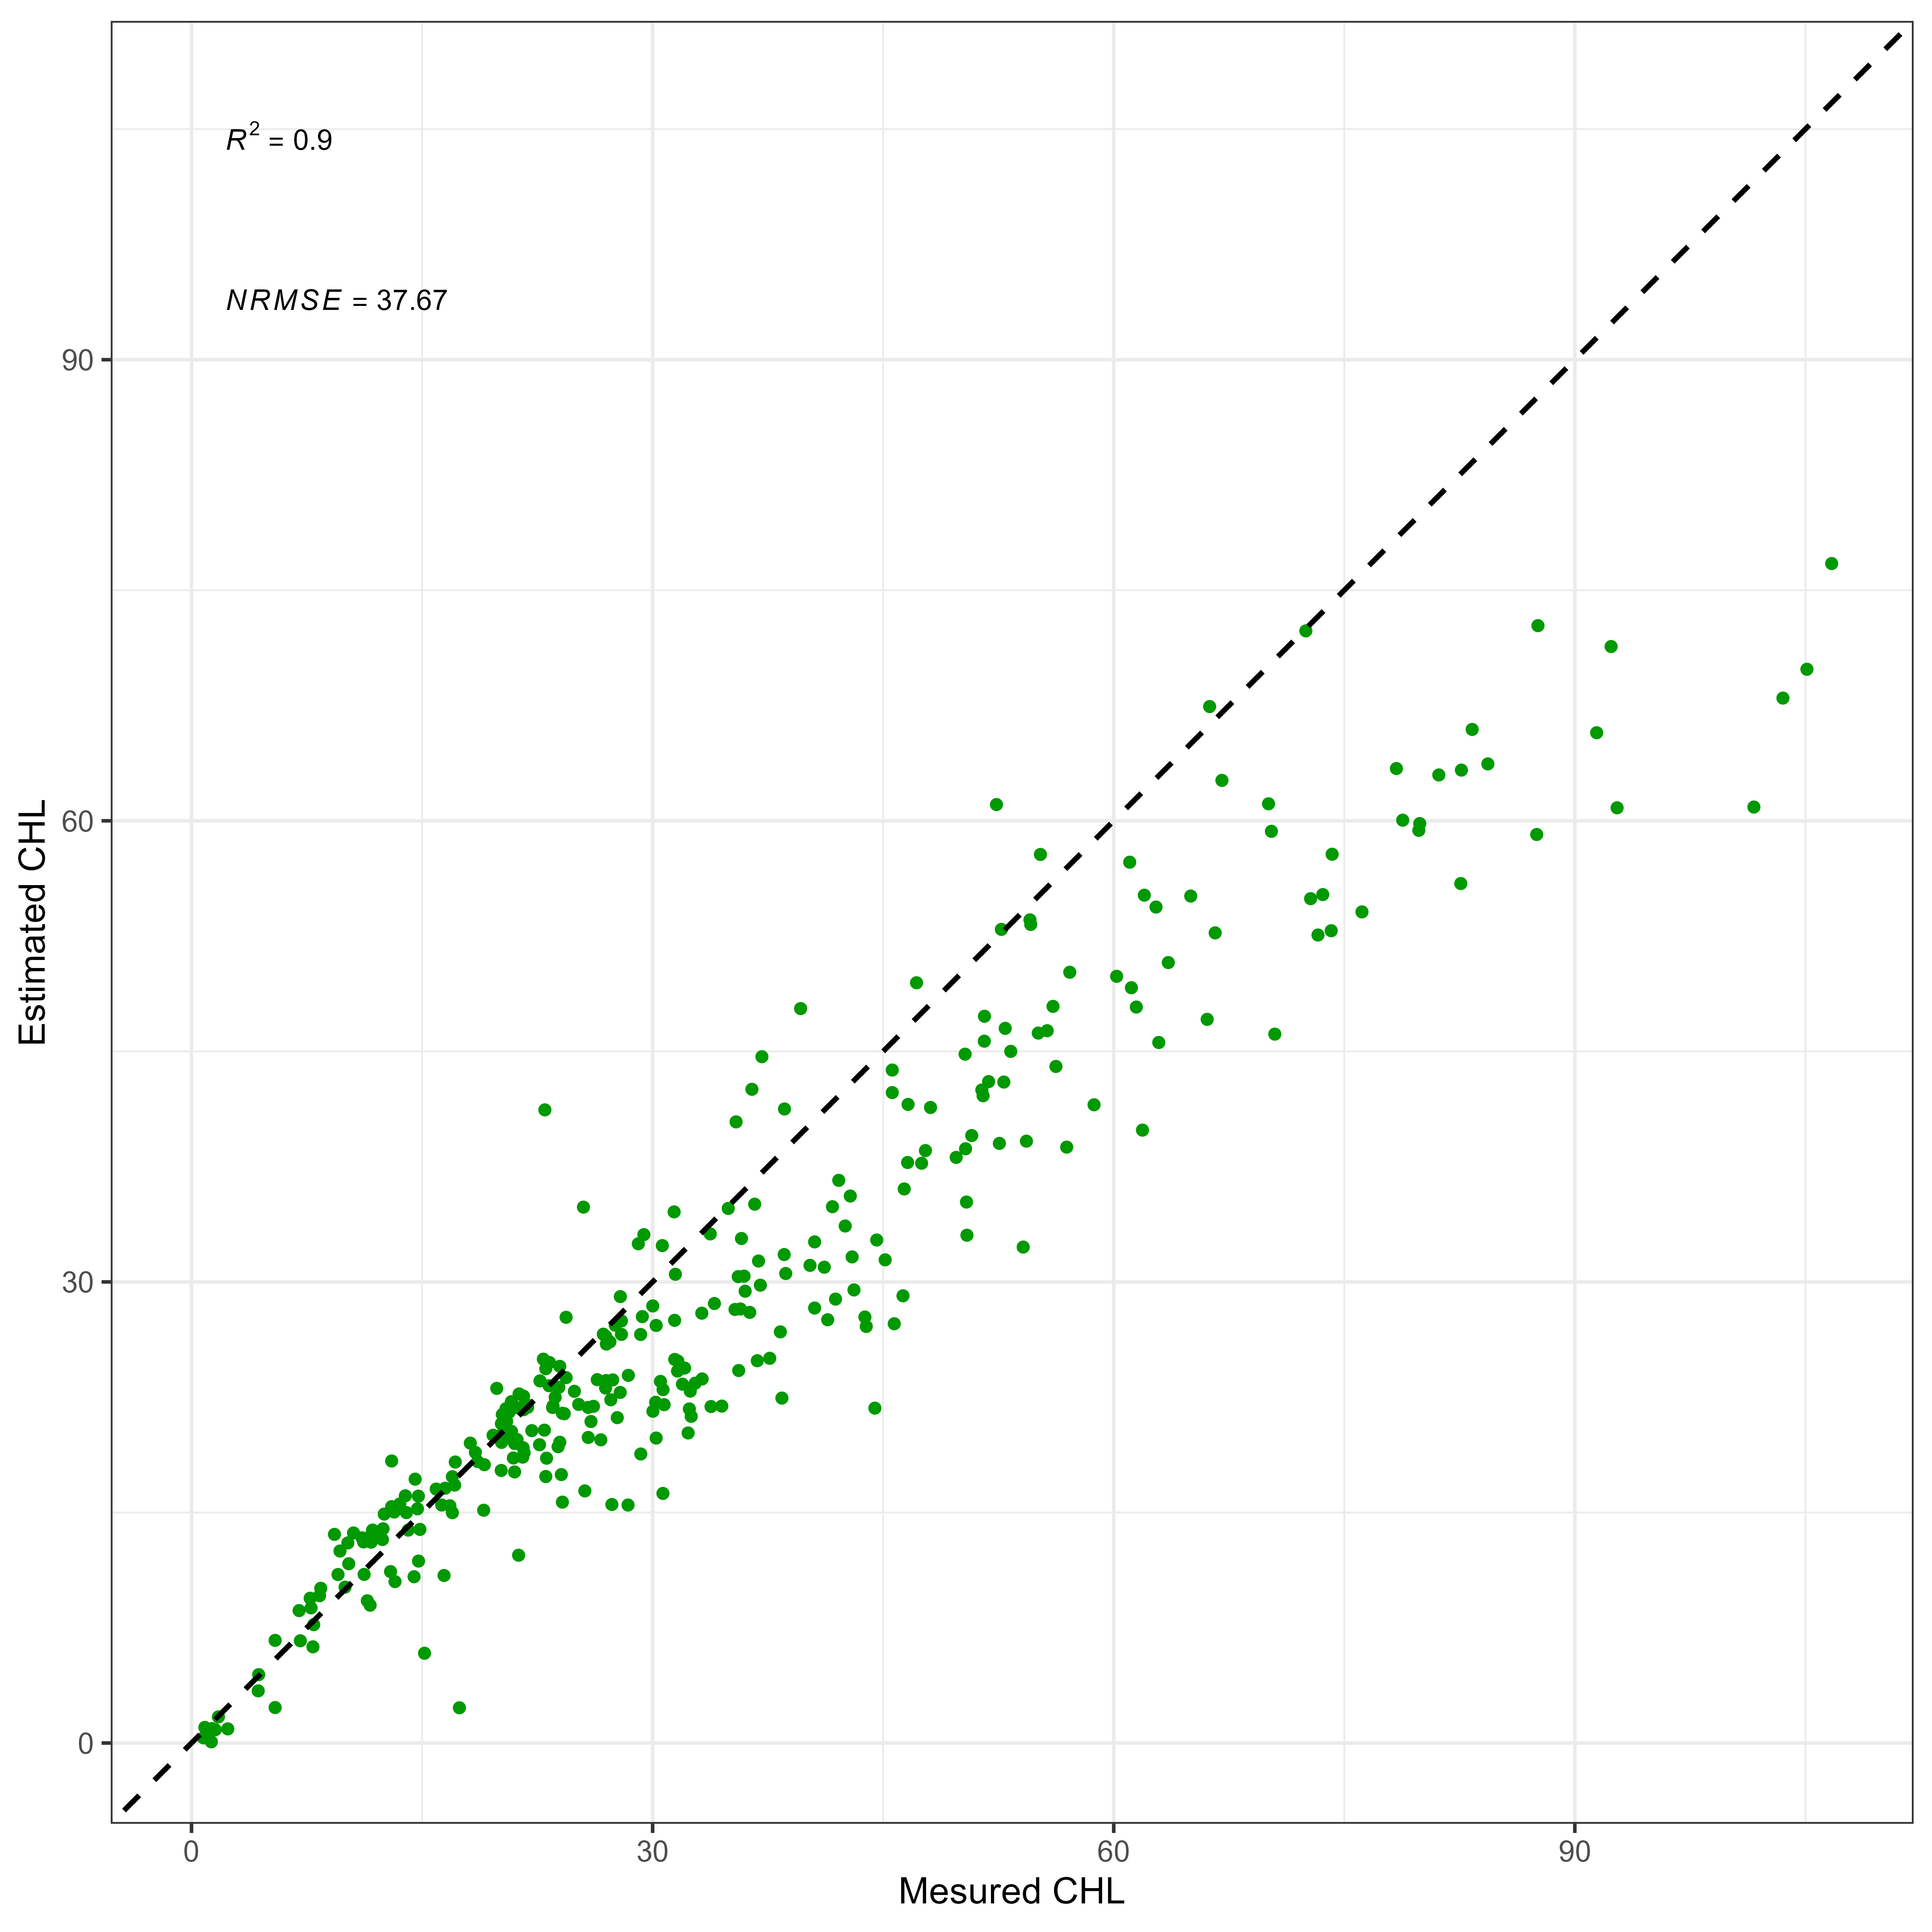 R² = 0.9
NRMSE = 37.67
90
60
30
0
Estimated CHL
0 30 60 90
Mesured CHL